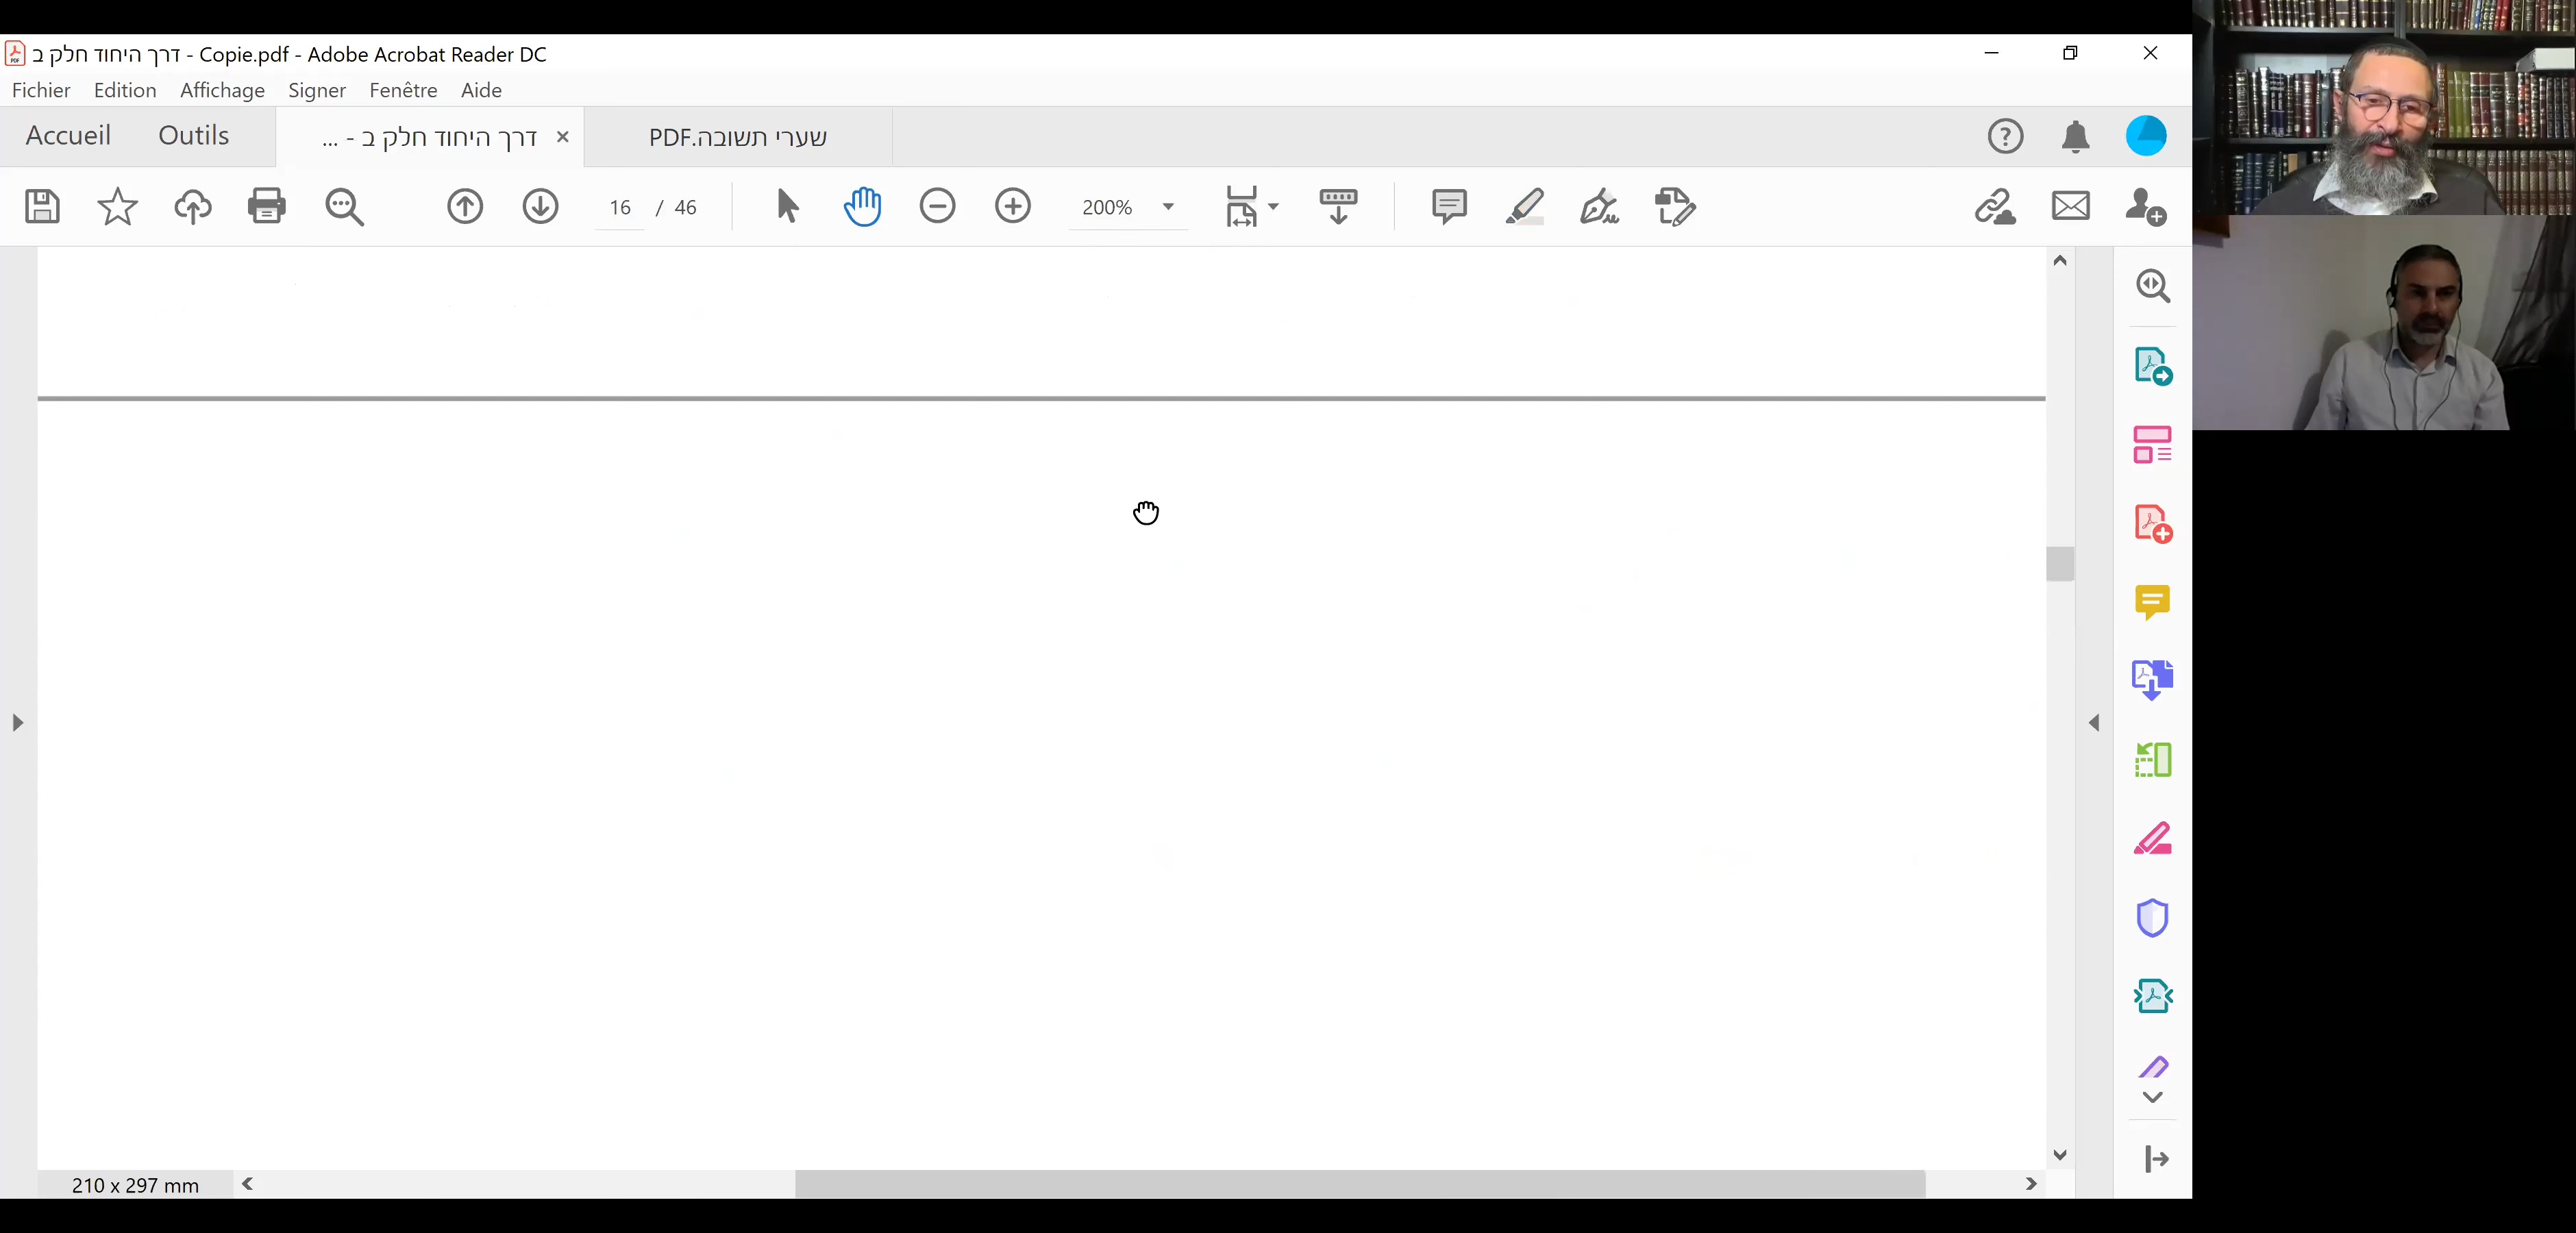 דרך היחוד חלק ב - Copie.pdf - Adobe Acrobat Reader DC
Fichier Edition Affichage Signer Fenêtre Aide
Accueil Outils דרך היחוד חלק ב - ... שערי תשובה.PDF
16 / 46 200%
210 x 297 mm